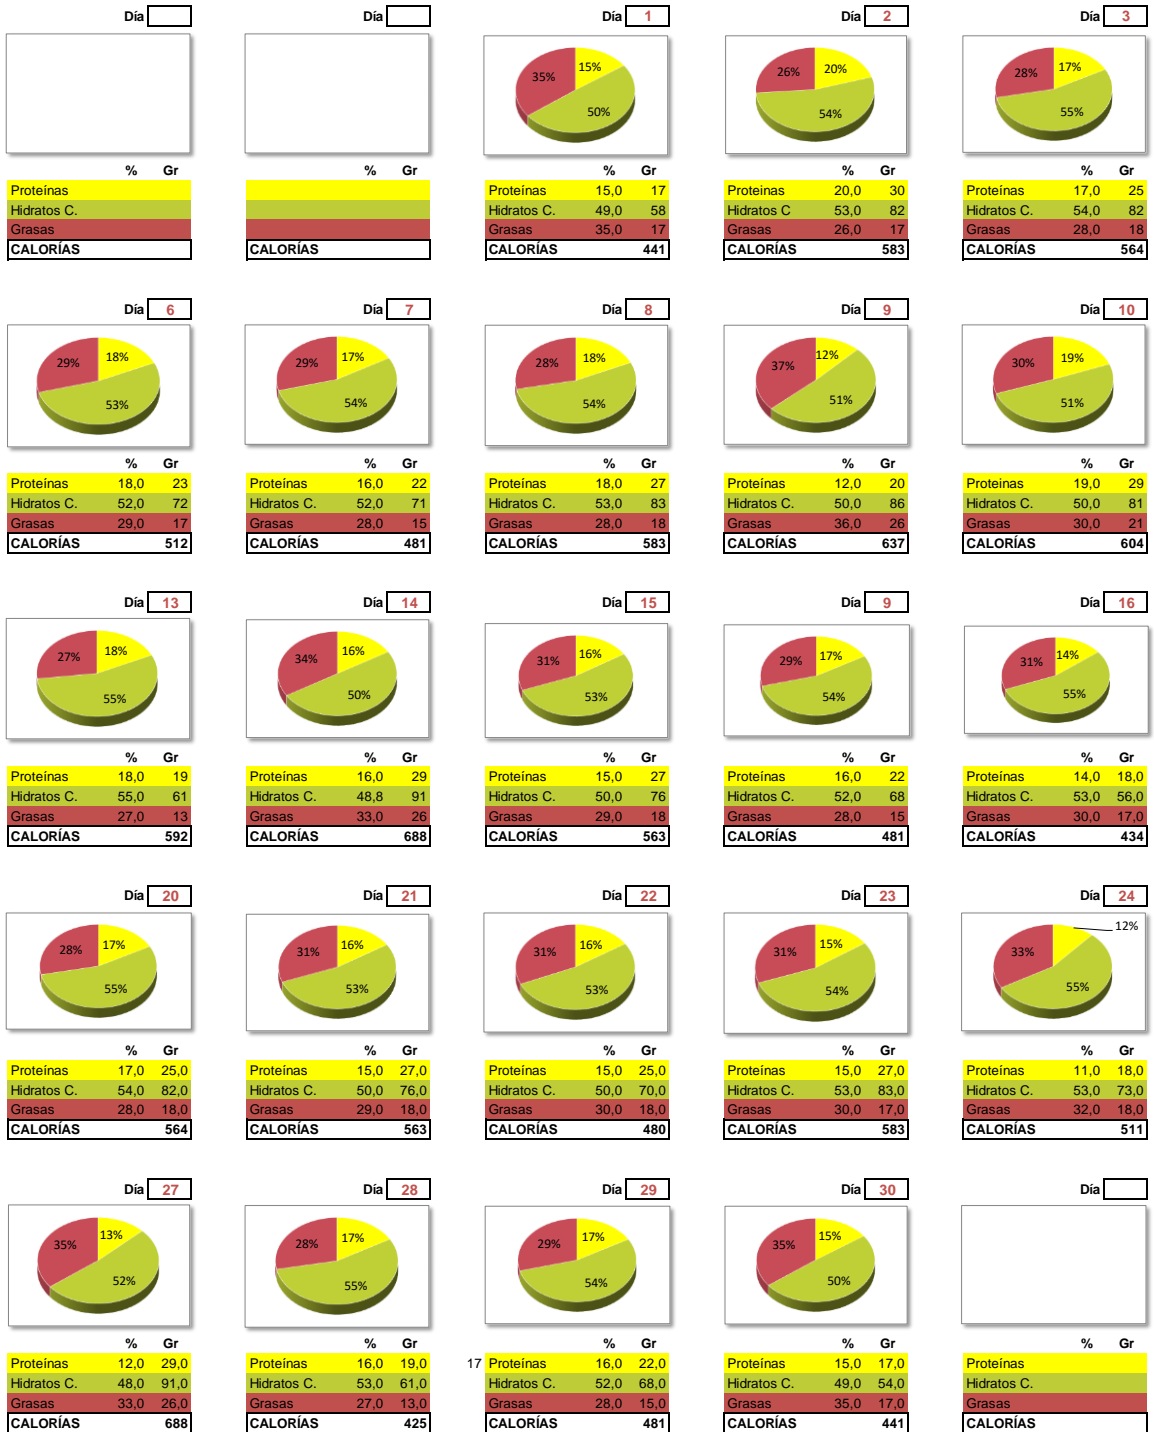 Día Día Día 1 Día 2 Día 3
35% 15% 50% 26% 20% 54% 28% 17% 55%
% Gr % Gr % Gr % Gr % Gr
Proteínas Proteínas 15,0 17 Proteinas 20,0 30 Proteínas 17,0 25
Hidratos C. Hidratos C. 49,0 58 Hidratos C 53,0 82 Hidratos C. 54,0 82
Grasas Grasas 35,0 17 Grasas 26,0 17 Grasas 28,0 18
CALORÍAS CALORÍAS CALORÍAS 441 CALORÍAS 583 CALORÍAS 564
Día 6 Día 7 Día 8 Día 9 Día 10
29% 18% 53% 29% 17% 54% 28% 18% 54% 37% 12% 51% 30% 19% 51%
% Gr % Gr % Gr % Gr % Gr
Proteínas 18,0 23 Proteínas 16,0 22 Proteínas 18,0 27 Proteínas 12,0 20 Proteínas 19,0 29
Hidratos C. 52,0 72 Hidratos C. 52,0 71 Hidratos C. 53,0 83 Hidratos C. 50,0 86 Hidratos C. 50,0 81
Grasas 29,0 17 Grasas 28,0 15 Grasas 28,0 18 Grasas 36,0 26 Grasas 30,0 21
CALORÍAS 512 CALORÍAS 481 CALORÍAS 583 CALORÍAS 637 CALORÍAS 604
Día 13 Día 14 Día 15 Día 9 Día 16
27% 18% 55% 34% 16% 50% 31% 16% 53% 29% 17% 54% 31% 14% 55%
% Gr % Gr % Gr % Gr % Gr
Proteínas 18,0 19 Proteínas 16,0 29 Proteínas 15,0 27 Proteínas 16,0 22 Proteínas 14,0 18,0
Hidratos C. 55,0 61 Hidratos C. 48,8 91 Hidratos C. 50,0 76 Hidratos C. 52,0 68 Hidratos C. 53,0 56,0
Grasas 27,0 13 Grasas 33,0 26 Grasas 29,0 18 Grasas 28,0 15 Grasas 30,0 17,0
CALORÍAS 592 CALORÍAS 688 CALORÍAS 563 CALORÍAS 481 CALORÍAS 434
Día 20 Día 21 Día 22 Día 23 Día 24
28% 17% 55% 31% 16% 53% 31% 16% 53% 31% 15% 54% 33% 12% 55%
% Gr % Gr % Gr % Gr % Gr
Proteínas 17,0 25,0 Proteínas 15,0 27,0 Proteínas 15,0 25,0 Proteínas 15,0 27,0 Proteínas 11,0 18,0
Hidratos C. 54,0 82,0 Hidratos C. 50,0 76,0 Hidratos C. 50,0 70,0 Hidratos C. 53,0 83,0 Hidratos C. 53,0 73,0
Grasas 28,0 18,0 Grasas 29,0 18,0 Grasas 30,0 18,0 Grasas 30,0 17,0 Grasas 32,0 18,0
CALORÍAS 564 CALORÍAS 563 CALORÍAS 480 CALORÍAS 583 CALORÍAS 511
Día 27 Día 28 Día 29 Día 30 Día
35% 13% 52% 28% 17% 55% 29% 17% 54% 35% 15% 50%
% Gr % Gr % Gr % Gr % Gr
Proteínas 12,0 29,0 Proteínas 16,0 19,0 17 Proteínas 16,0 22,0 Proteínas 15,0 17,0 Proteínas
Hidratos C. 48,0 91,0 Hidratos C. 53,0 61,0 Hidratos C. 52,0 68,0 Hidratos C. 49,0 54,0 Hidratos C.
Grasas 33,0 26,0 Grasas 27,0 13,0 Grasas 28,0 15,0 Grasas 35,0 17,0 Grasas
CALORÍAS 688 CALORÍAS 425 CALORÍAS 481 CALORÍAS 441 CALORÍAS